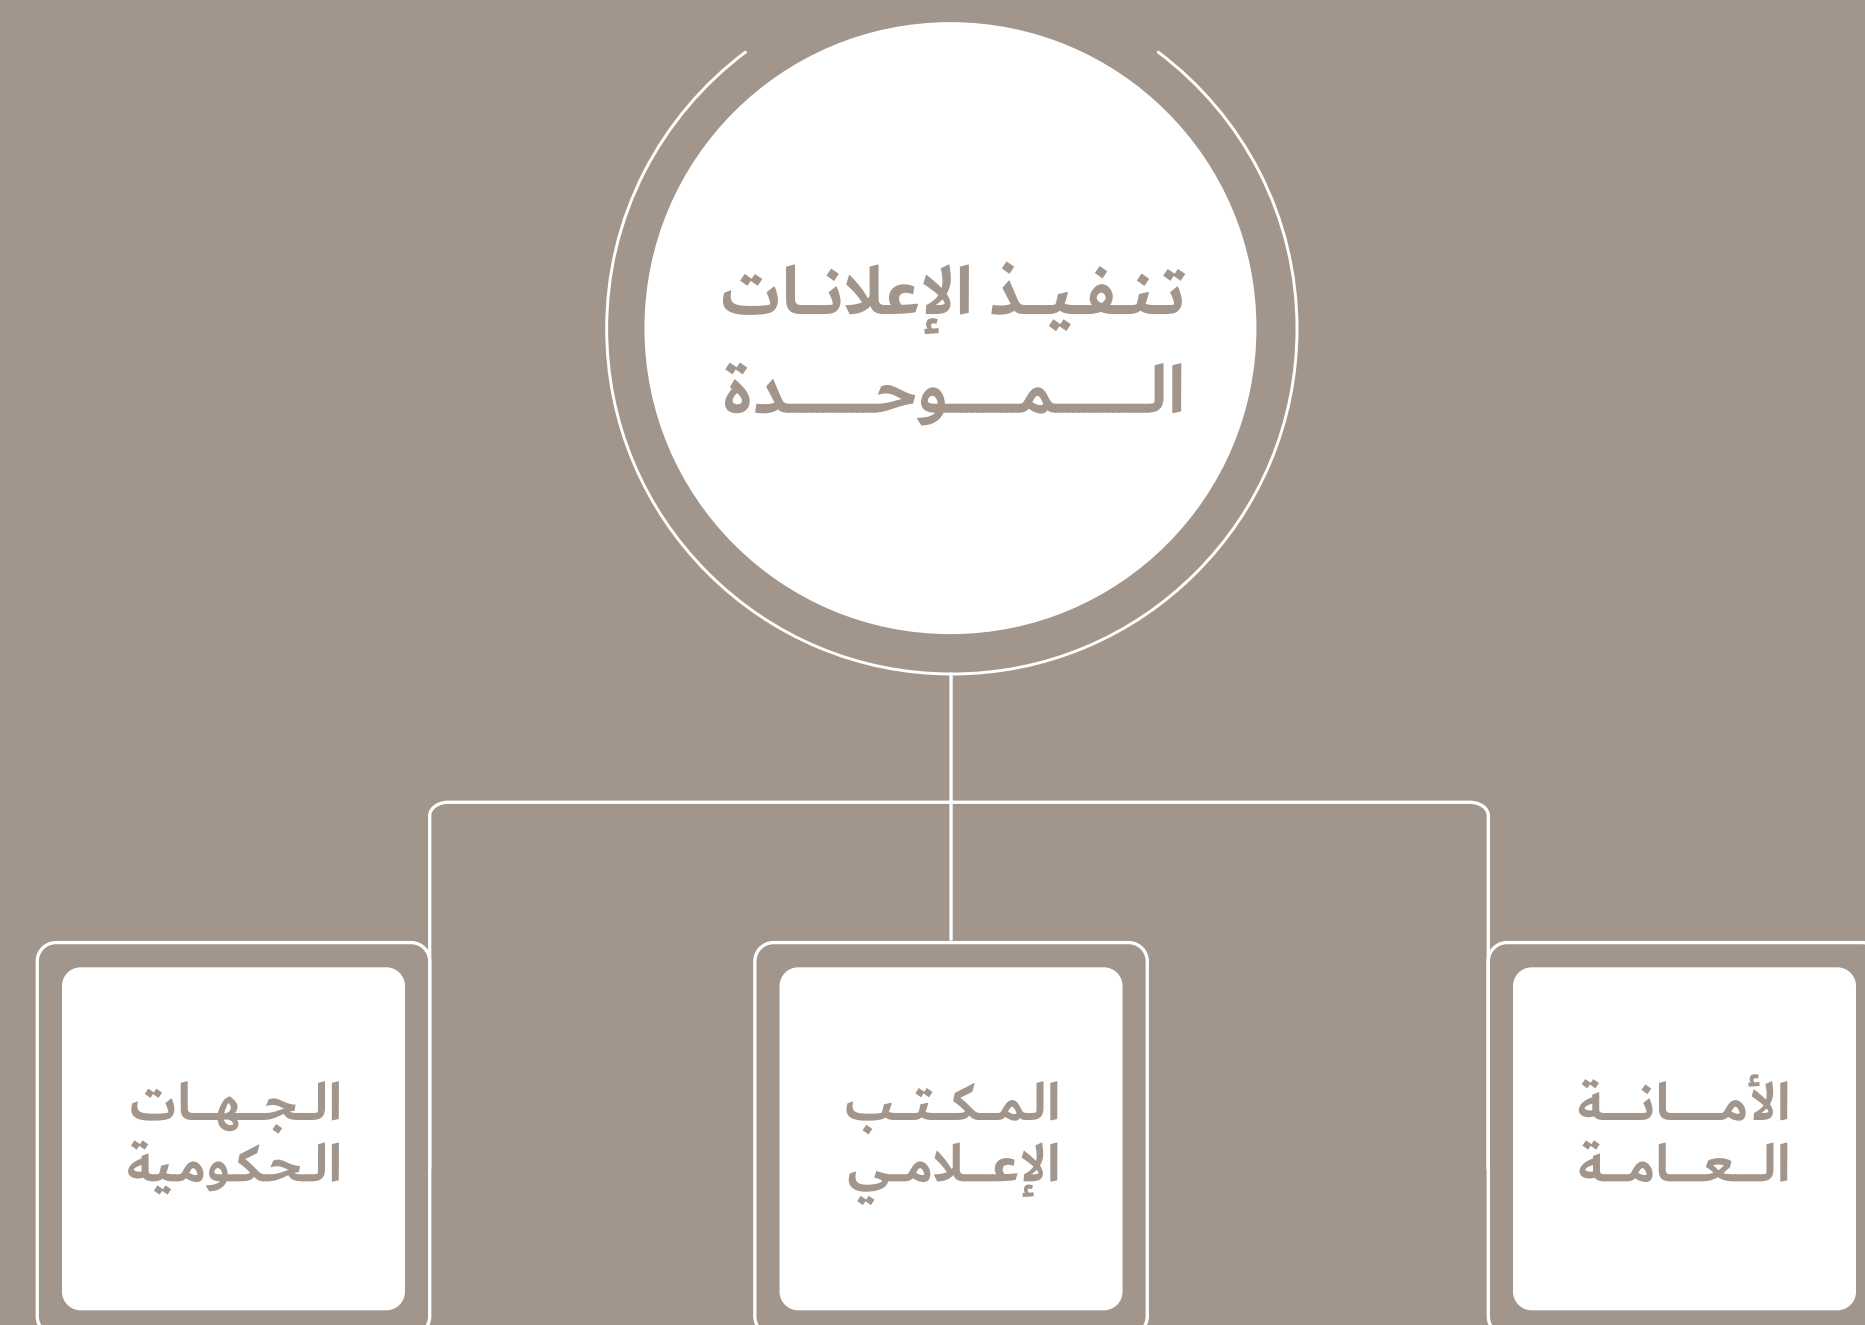 تنفيذ الإعلانات
الموحدة
الأمانة
العامة
المكتب
الإعلامي
الجهات
الحكومية